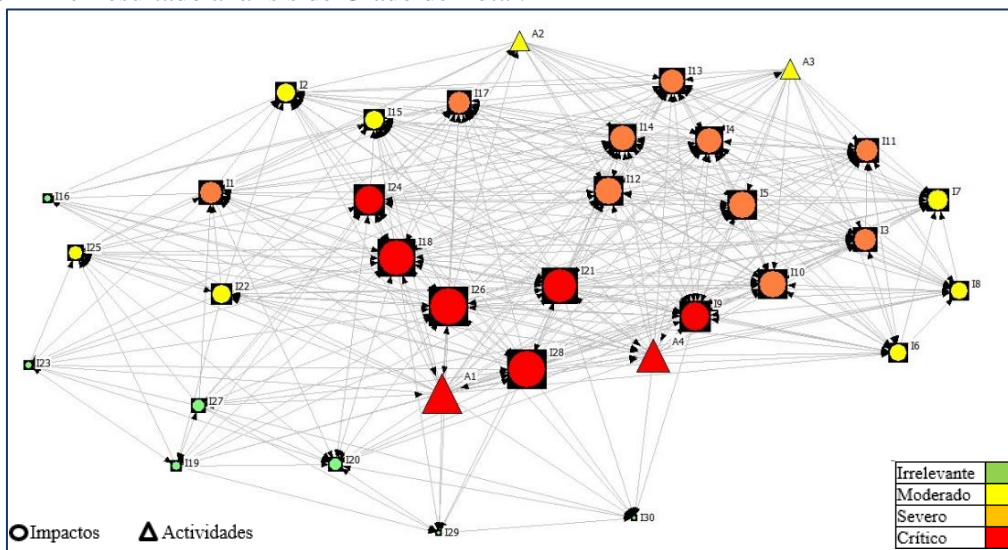 A2
A3
I13
I2
I17
I15
I14
I4
I11
I12
I24
I1
I16
I5
I7
I3
I18
I25
I21
I10
I22
I8
I26
I9
A4
I6
I28
I23
A1
I27
I19
I20
I30
I29
Irrelevante
Moderado
Severo
Crítico
Impactos
Actividades